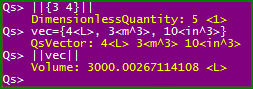 Qs> ||{3 4}||
DimensionlessQuantity: 5 <1>
Qs> vec={4<L>, 3<m^3>, 10<in^3>}
QsVector: 4<L> 3<m^3> 10<in^3>
Qs> ||vec||
Volume: 3000.00267114108 <L>
Qs>